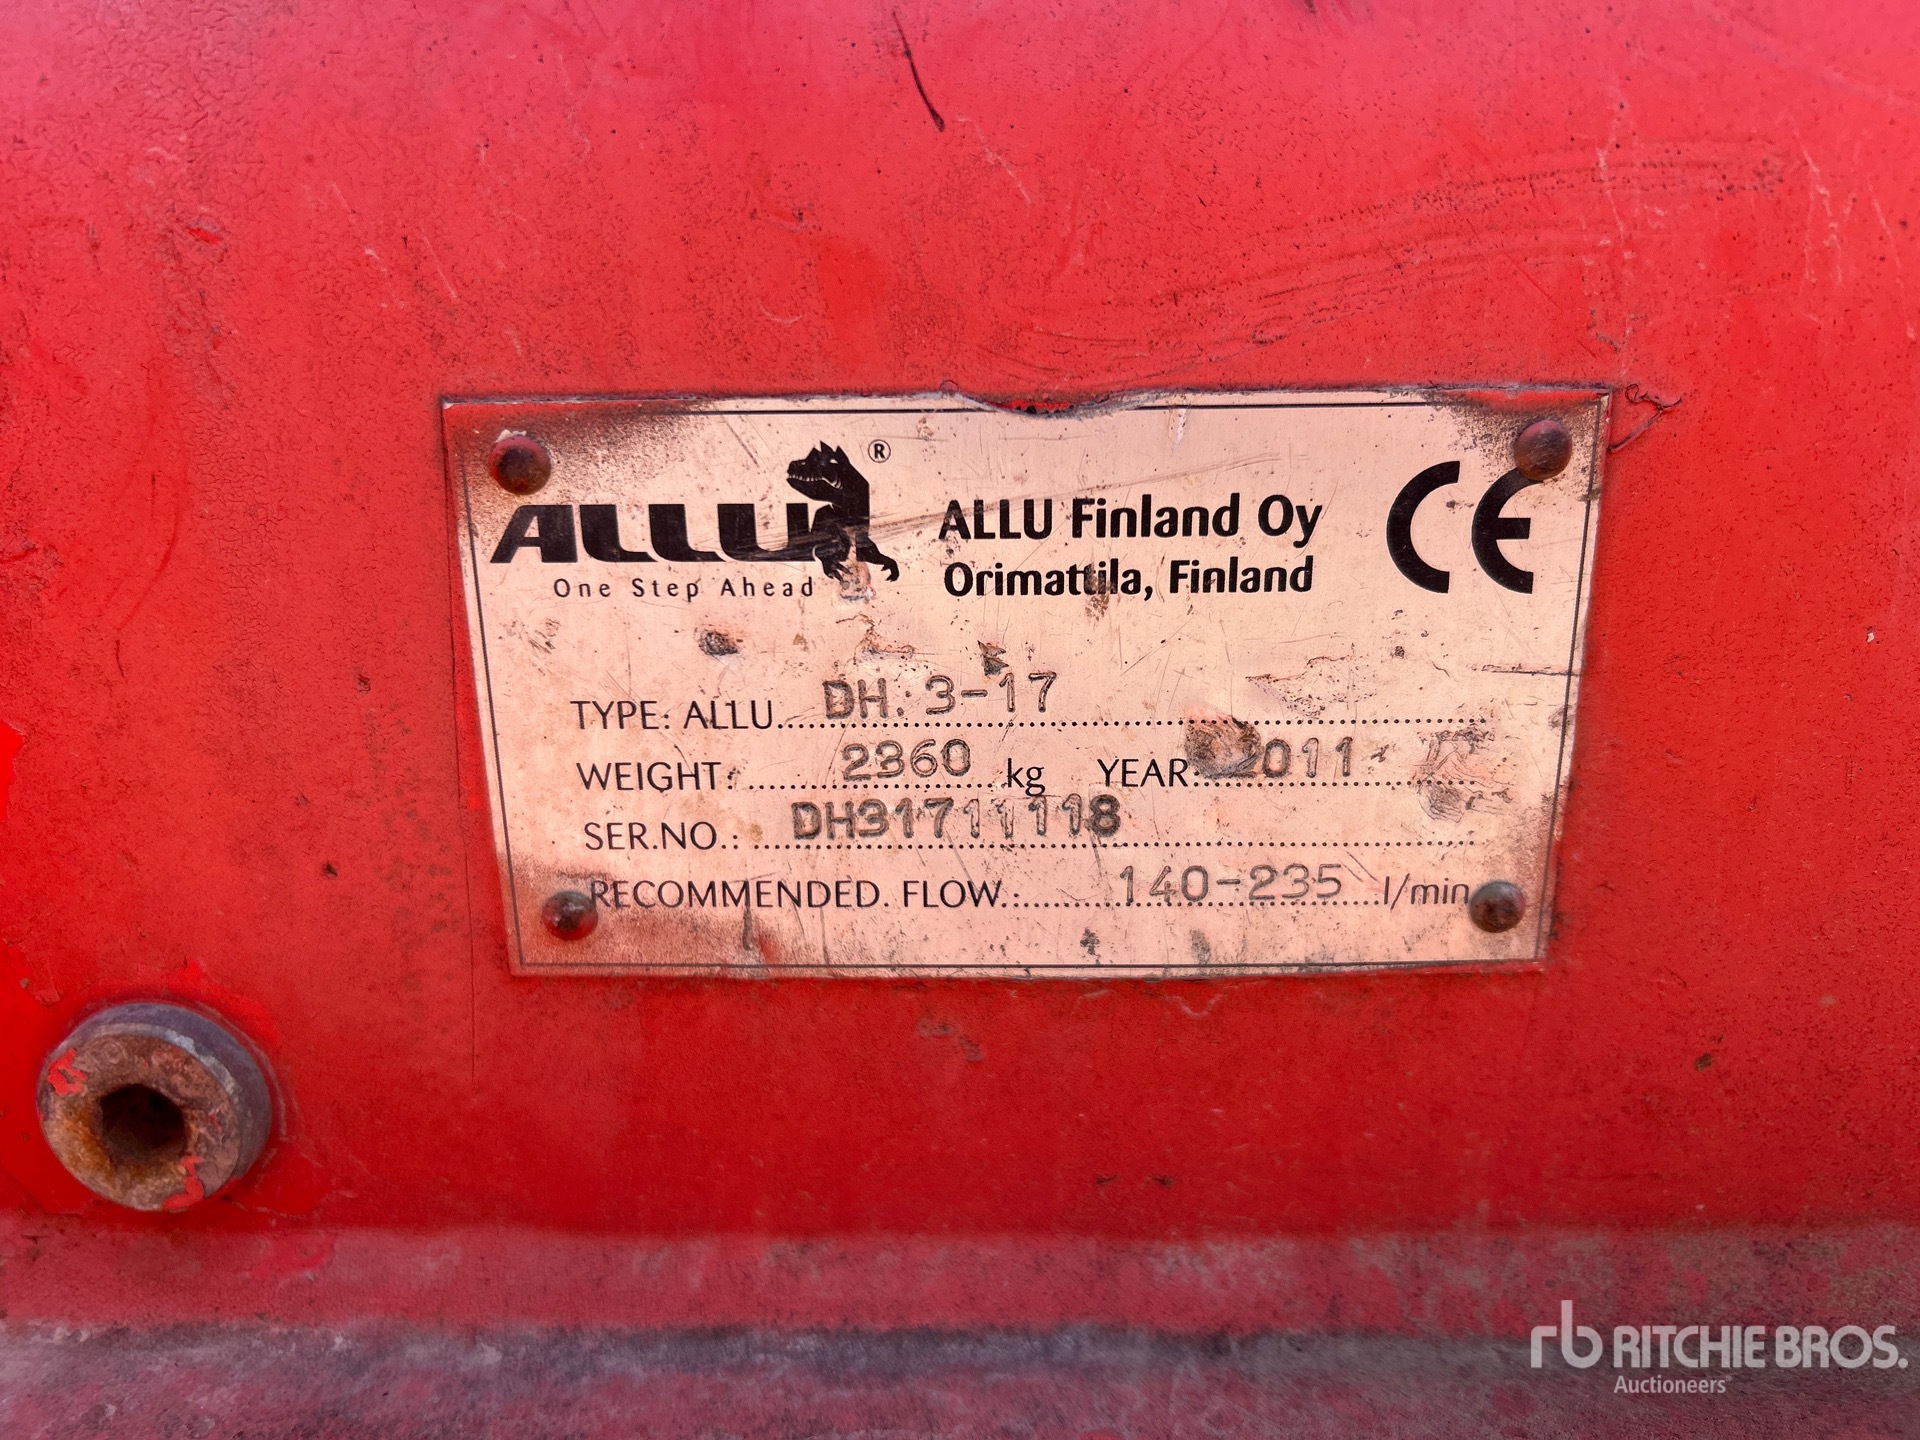 ALLU®
One Step Ahead
ALLU Finland Oy
Orimattila, Finland
CE
TYPE: ALLU DH. 3-17
WEIGHT: 2360 kg YEAR: 2011
SER.NO.: DH31711118
RECOMMENDED. FLOW.: 140-235 l/min
rb RITCHIE BROS.
Auctioneers